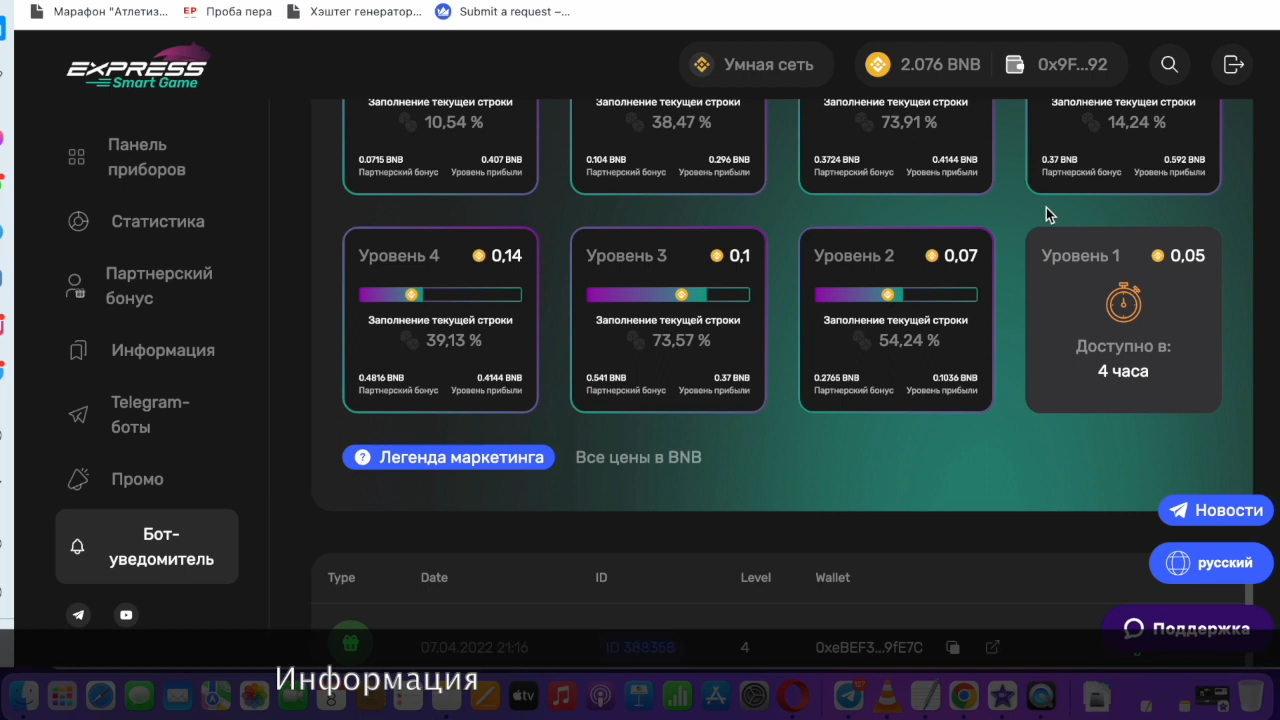 Марафон "Атлетиз...
EP Проба пера
Хэштег генератор...
Submit a request –...
EXPRESS
Smart Game
Умная сеть
2.076 BNB
0x9F...92
Панель
приборов
Статистика
Партнерский
бонус
Информация
Telegram-
боты
Промо
Бот-
уведомитель
Заполнение текущей строки
10,54 %
0.0715 BNB 0.407 BNB
Партнерский бонус Уровень прибыли
Заполнение текущей строки
38,47 %
0.104 BNB 0.296 BNB
Партнерский бонус Уровень прибыли
Заполнение текущей строки
73,91 %
0.3724 BNB 0.4144 BNB
Партнерский бонус Уровень прибыли
Заполнение текущей строки
14,24 %
0.37 BNB 0.592 BNB
Партнерский бонус Уровень прибыли
Уровень 4 0,14
Заполнение текущей строки
39,13 %
0.4816 BNB 0.4144 BNB
Партнерский бонус Уровень прибыли
Уровень 3 0,1
Заполнение текущей строки
73,57 %
0.541 BNB 0.37 BNB
Партнерский бонус Уровень прибыли
Уровень 2 0,07
Заполнение текущей строки
54,24 %
0.2765 BNB 0.1036 BNB
Партнерский бонус Уровень прибыли
Уровень 1 0,05
Доступно в:
4 часа
? Легенда маркетинга Все цены в BNB
Новости
русский
Поддержка
Type Date ID Level Wallet
07.04.2022 21:16 ID 388358 4 0xeBEF3...9fE7C
Информация
tv